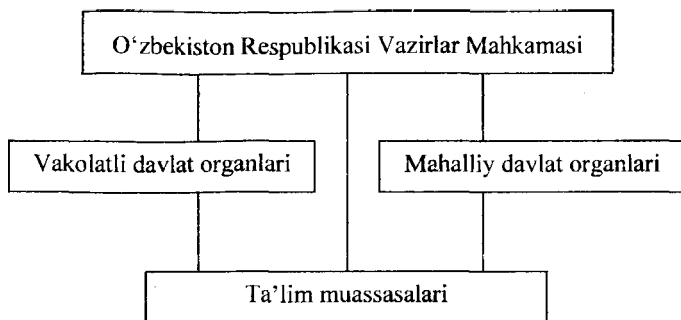 O‘zbekiston Respublikasi Vazirlar Mahkamasi
Vakolatli davlat organlari
Mahalliy davlat organlari
Ta’lim muassasalari